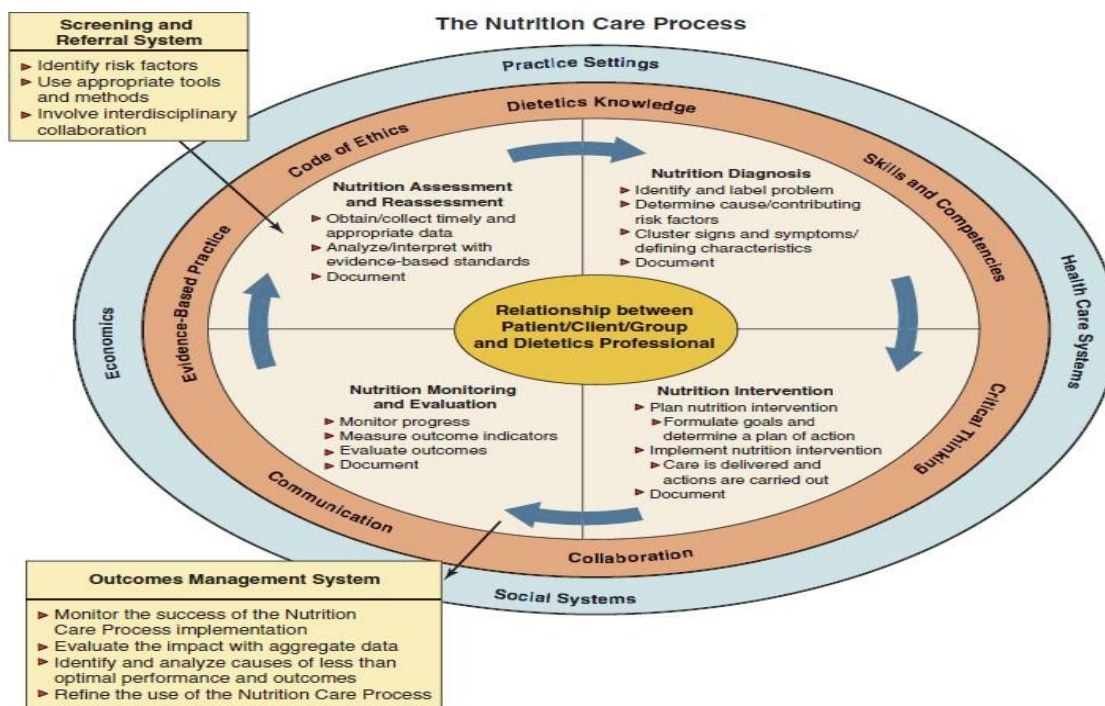 The Nutrition Care Process
Screening and
Referral System
► Identify risk factors
► Use appropriate tools
and methods
► Involve interdisciplinary
collaboration
Practice Settings
Dietetics Knowledge
Code of Ethics
Skills and Competencies
Evidence-Based Practice
Economics
Health Care Systems
Nutrition Assessment
and Reassessment
► Obtain/collect timely and
appropriate data
► Analyze/interpret with
evidence-based standards
► Document
Nutrition Diagnosis
► Identify and label problem
► Determine cause/contributing
risk factors
► Cluster signs and symptoms/
defining characteristics
► Document
Relationship between
Patient/Client/Group
and Dietetics Professional
Nutrition Monitoring
and Evaluation
► Monitor progress
► Measure outcome indicators
► Evaluate outcomes
► Document
Nutrition Intervention
► Plan nutrition intervention
► Formulate goals and
determine a plan of action
► Implement nutrition intervention
► Care is delivered and
actions are carried out
► Document
Critical Thinking
Communication
Collaboration
Social Systems
Outcomes Management System
► Monitor the success of the Nutrition
Care Process implementation
► Evaluate the impact with aggregate data
► Identify and analyze causes of less than
optimal performance and outcomes
► Refine the use of the Nutrition Care Process